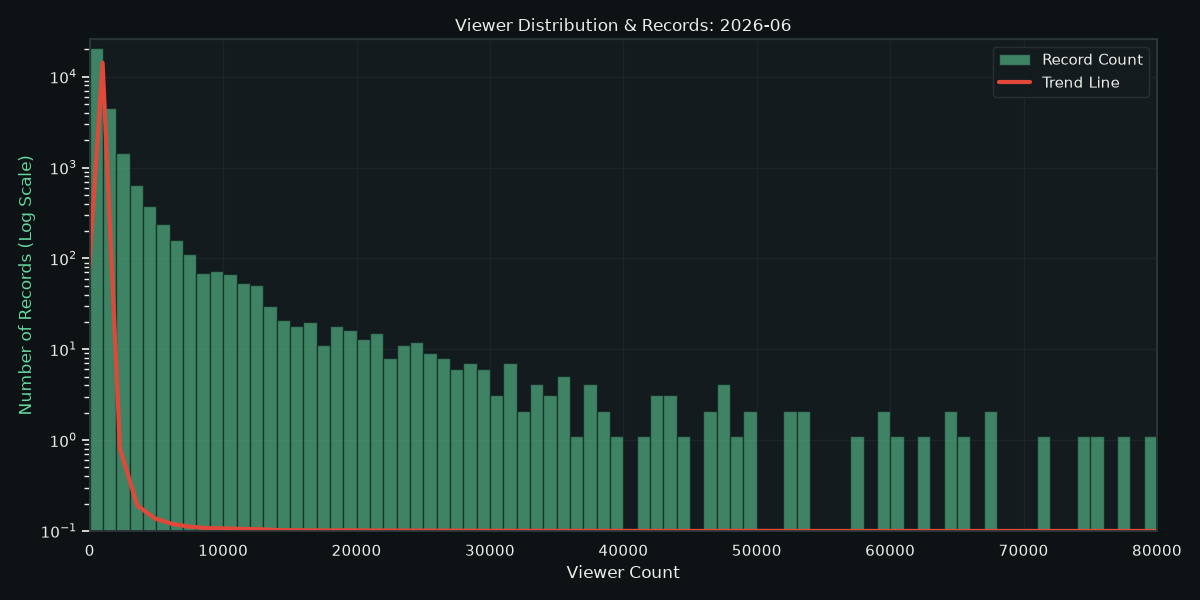 Viewer Distribution & Records: 2026-06
Record Count
Trend Line
Number of Records (Log Scale)
10⁴
10³
10²
10¹
10⁰
10⁻¹
0 10000 20000 30000 40000 50000 60000 70000 80000
Viewer Count